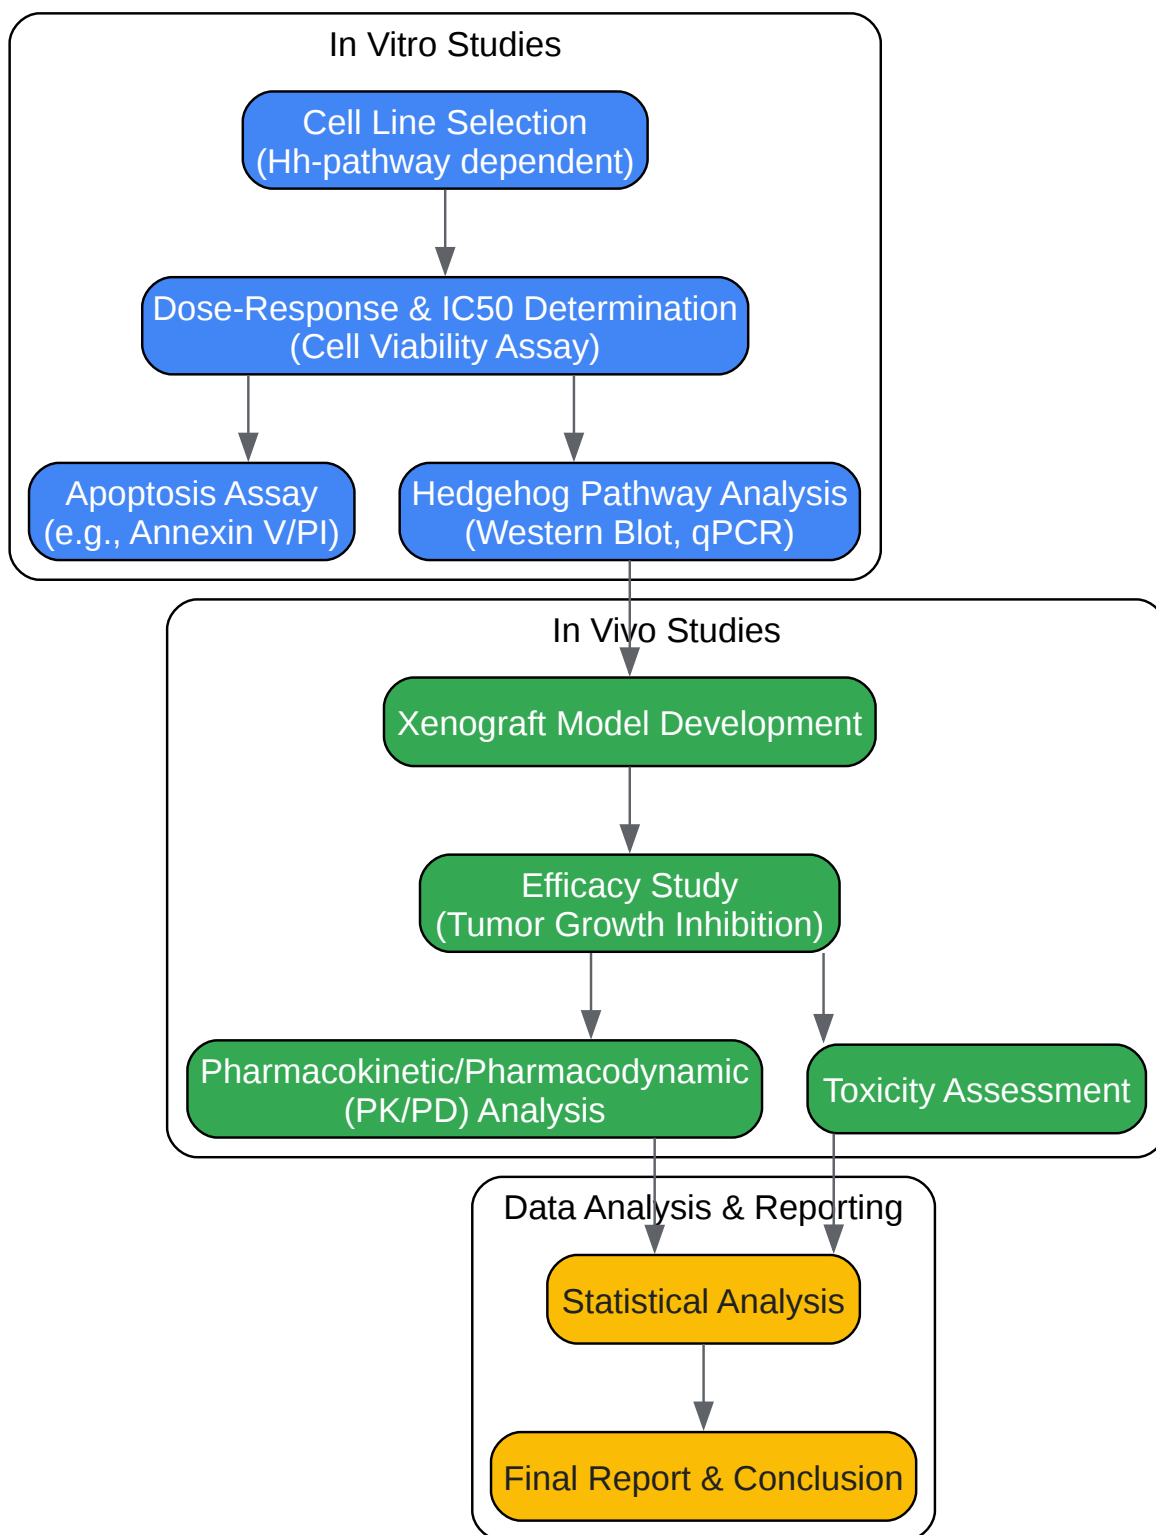 In Vitro Studies
Cell Line Selection
(Hh-pathway dependent)
Dose-Response & IC50 Determination
(Cell Viability Assay)
Apoptosis Assay
(e.g., Annexin V/PI)
Hedgehog Pathway Analysis
(Western Blot, qPCR)
In Vivo Studies
Xenograft Model Development
Efficacy Study
(Tumor Growth Inhibition)
Pharmacokinetic/Pharmacodynamic
(PK/PD) Analysis
Toxicity Assessment
Data Analysis & Reporting
Statistical Analysis
Final Report & Conclusion